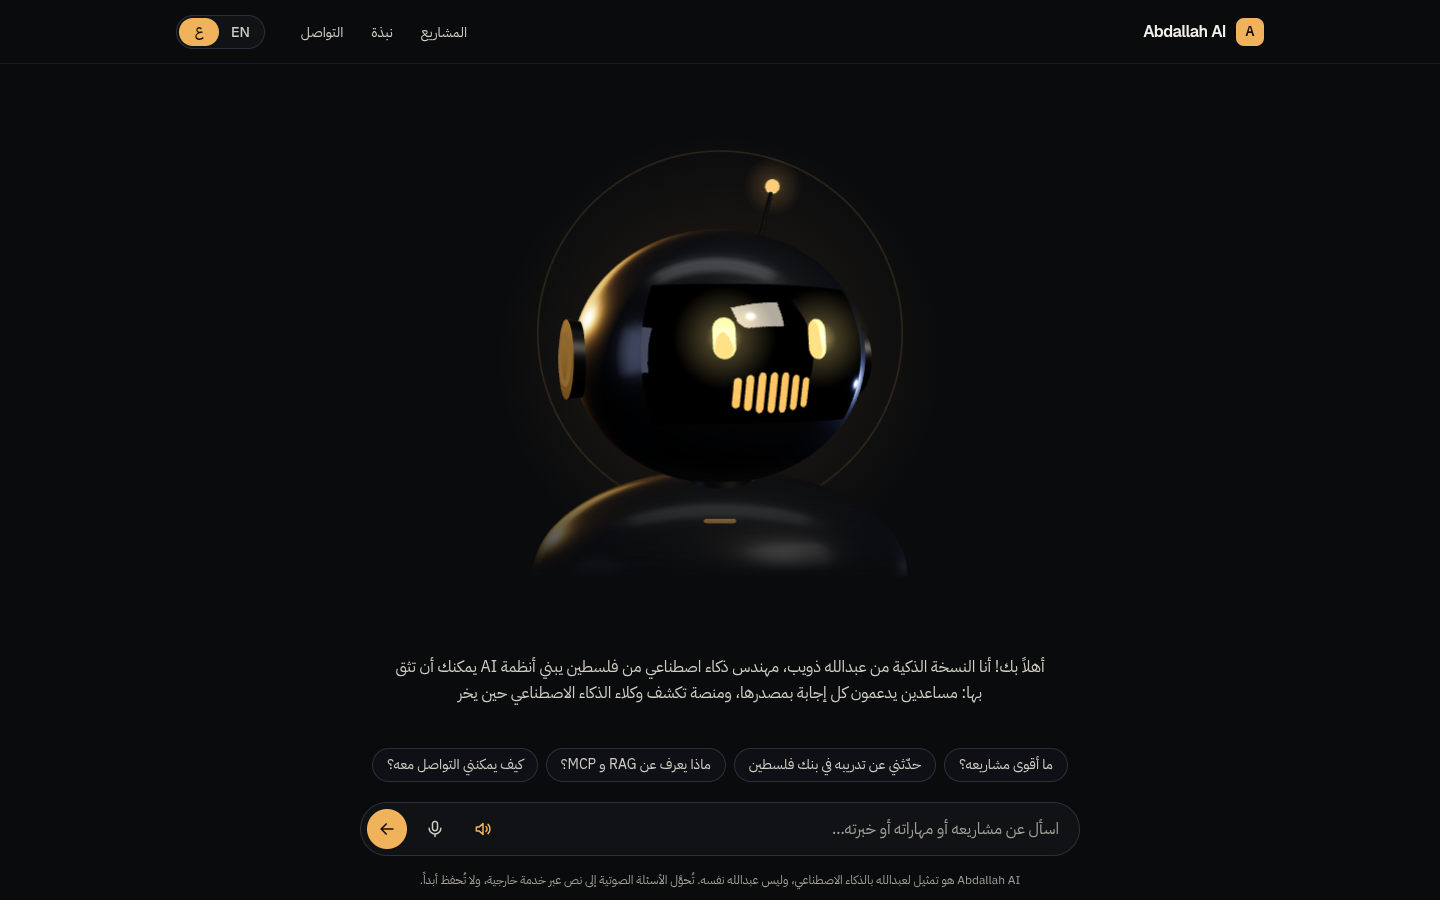 A Abdallah AI
المشاريع نبذة التواصل EN ع
أهلاً بك! أنا النسخة الذكية من عبدالله ذويب، مهندس ذكاء اصطناعي من فلسطين يبني أنظمة AI يمكنك أن تثق
بها: مساعدين يدعمون كل إجابة بمصدرها، ومنصة تكشف وكلاء الذكاء الاصطناعي حين يخر
ما أقوى مشاريعه؟ حدّثني عن تدريبه في بنك فلسطين ماذا يعرف عن RAG و MCP؟ كيف يمكنني التواصل معه؟
اسأل عن مشاريعه أو مهاراته أو خبرته...
Abdallah AI هو تمثيل لعبدالله بالذكاء الاصطناعي، وليس عبدالله نفسه. تُحوَّل الأسئلة الصوتية إلى نص عبر خدمة خارجية، ولا تُحفظ أبداً.